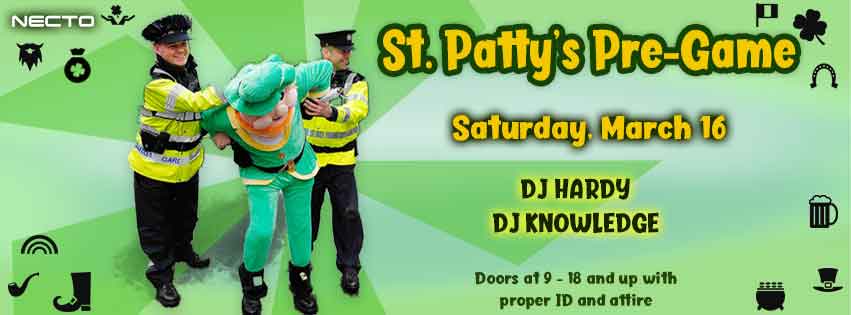 NECTO
St. Patty's Pre-Game
Saturday, March 16
DJ HARDY
DJ KNOWLEDGE
Doors at 9 - 18 and up with
proper ID and attire